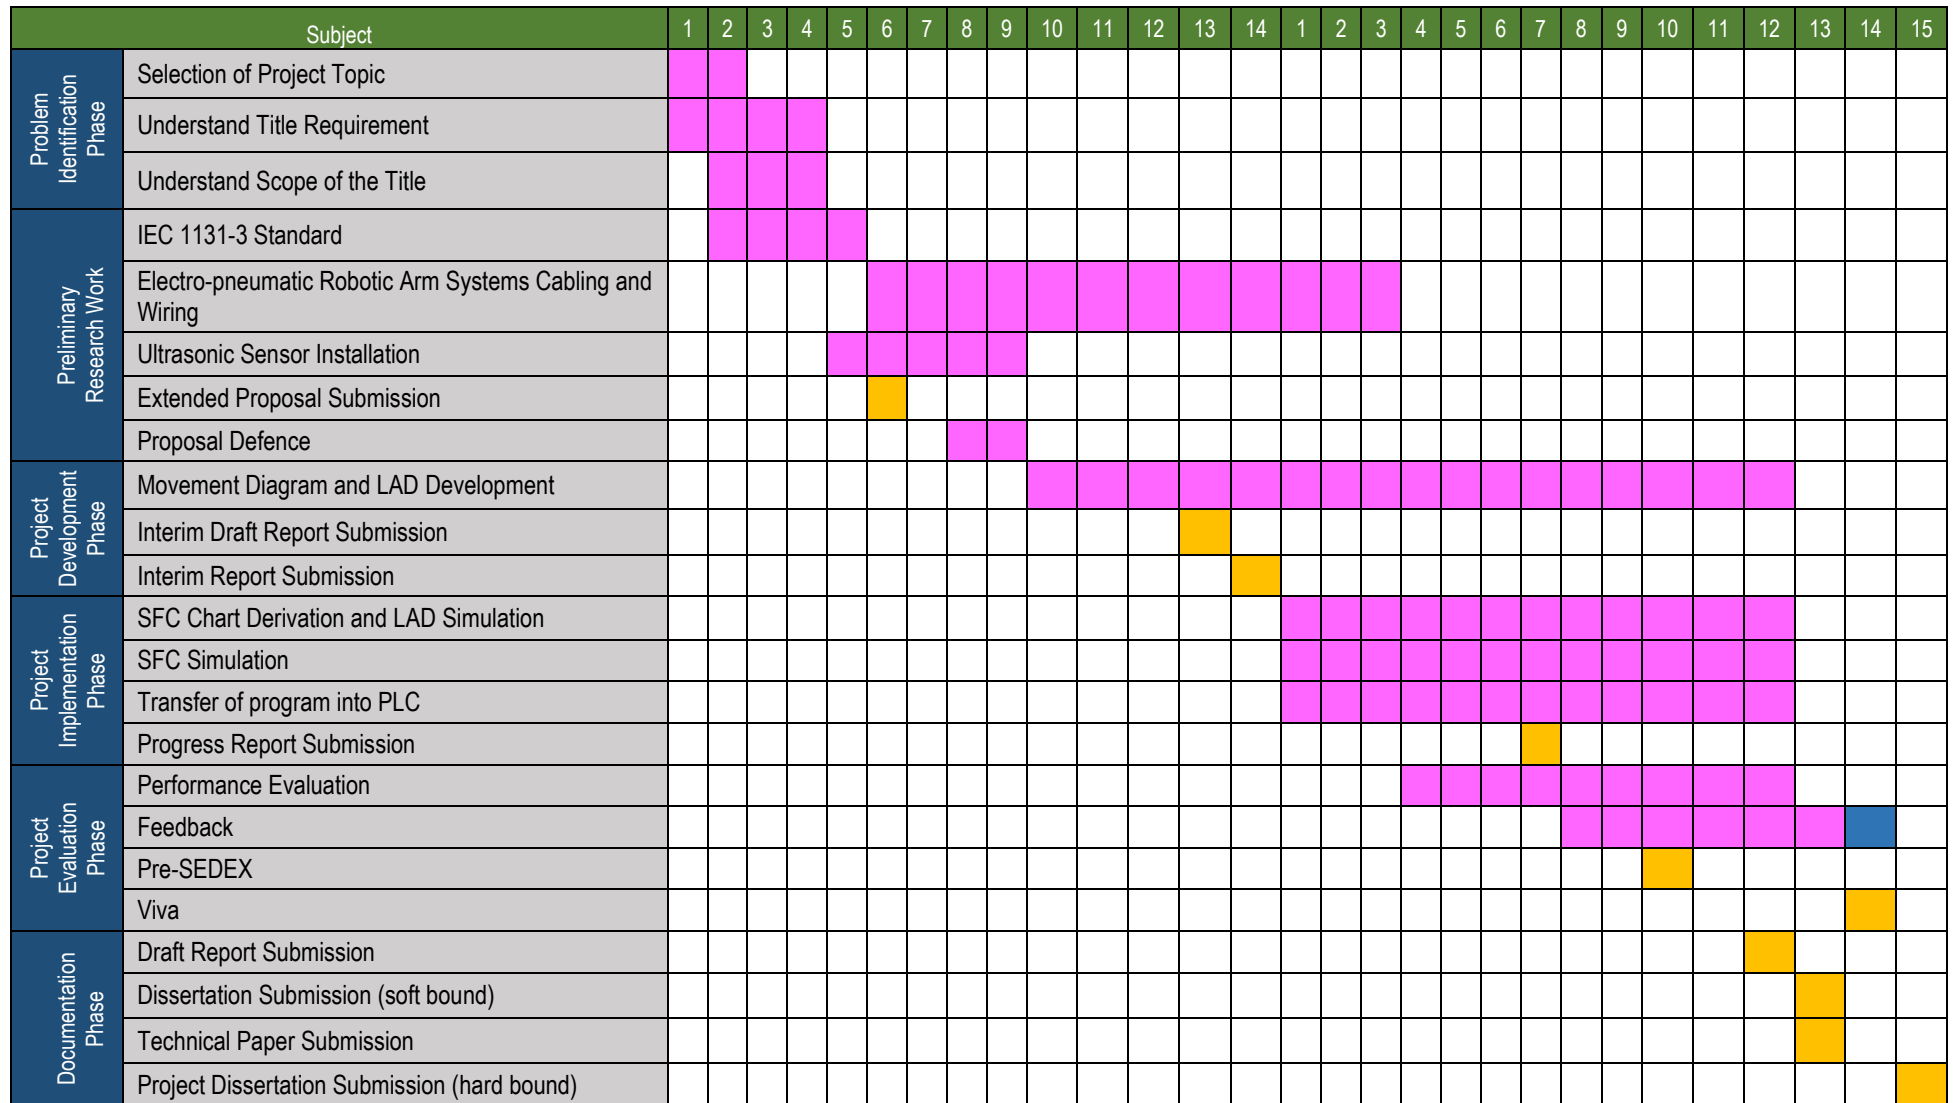 Subject 1 2 3 4 5 6 7 8 9 10 11 12 13 14 1 2 3 4 5 6 7 8 9 10 11 12 13 14 15
Problem
Identification
Phase
Selection of Project Topic
Understand Title Requirement
Understand Scope of the Title
Preliminary
Research Work
IEC 1131-3 Standard
Electro-pneumatic Robotic Arm Systems Cabling and
Wiring
Ultrasonic Sensor Installation
Extended Proposal Submission
Proposal Defence
Project
Development
Phase
Movement Diagram and LAD Development
Interim Draft Report Submission
Interim Report Submission
Project
Implementation
Phase
SFC Chart Derivation and LAD Simulation
SFC Simulation
Transfer of program into PLC
Progress Report Submission
Project
Evaluation
Phase
Performance Evaluation
Feedback
Pre-SEDEX
Viva
Documentation
Phase
Draft Report Submission
Dissertation Submission (soft bound)
Technical Paper Submission
Project Dissertation Submission (hard bound)